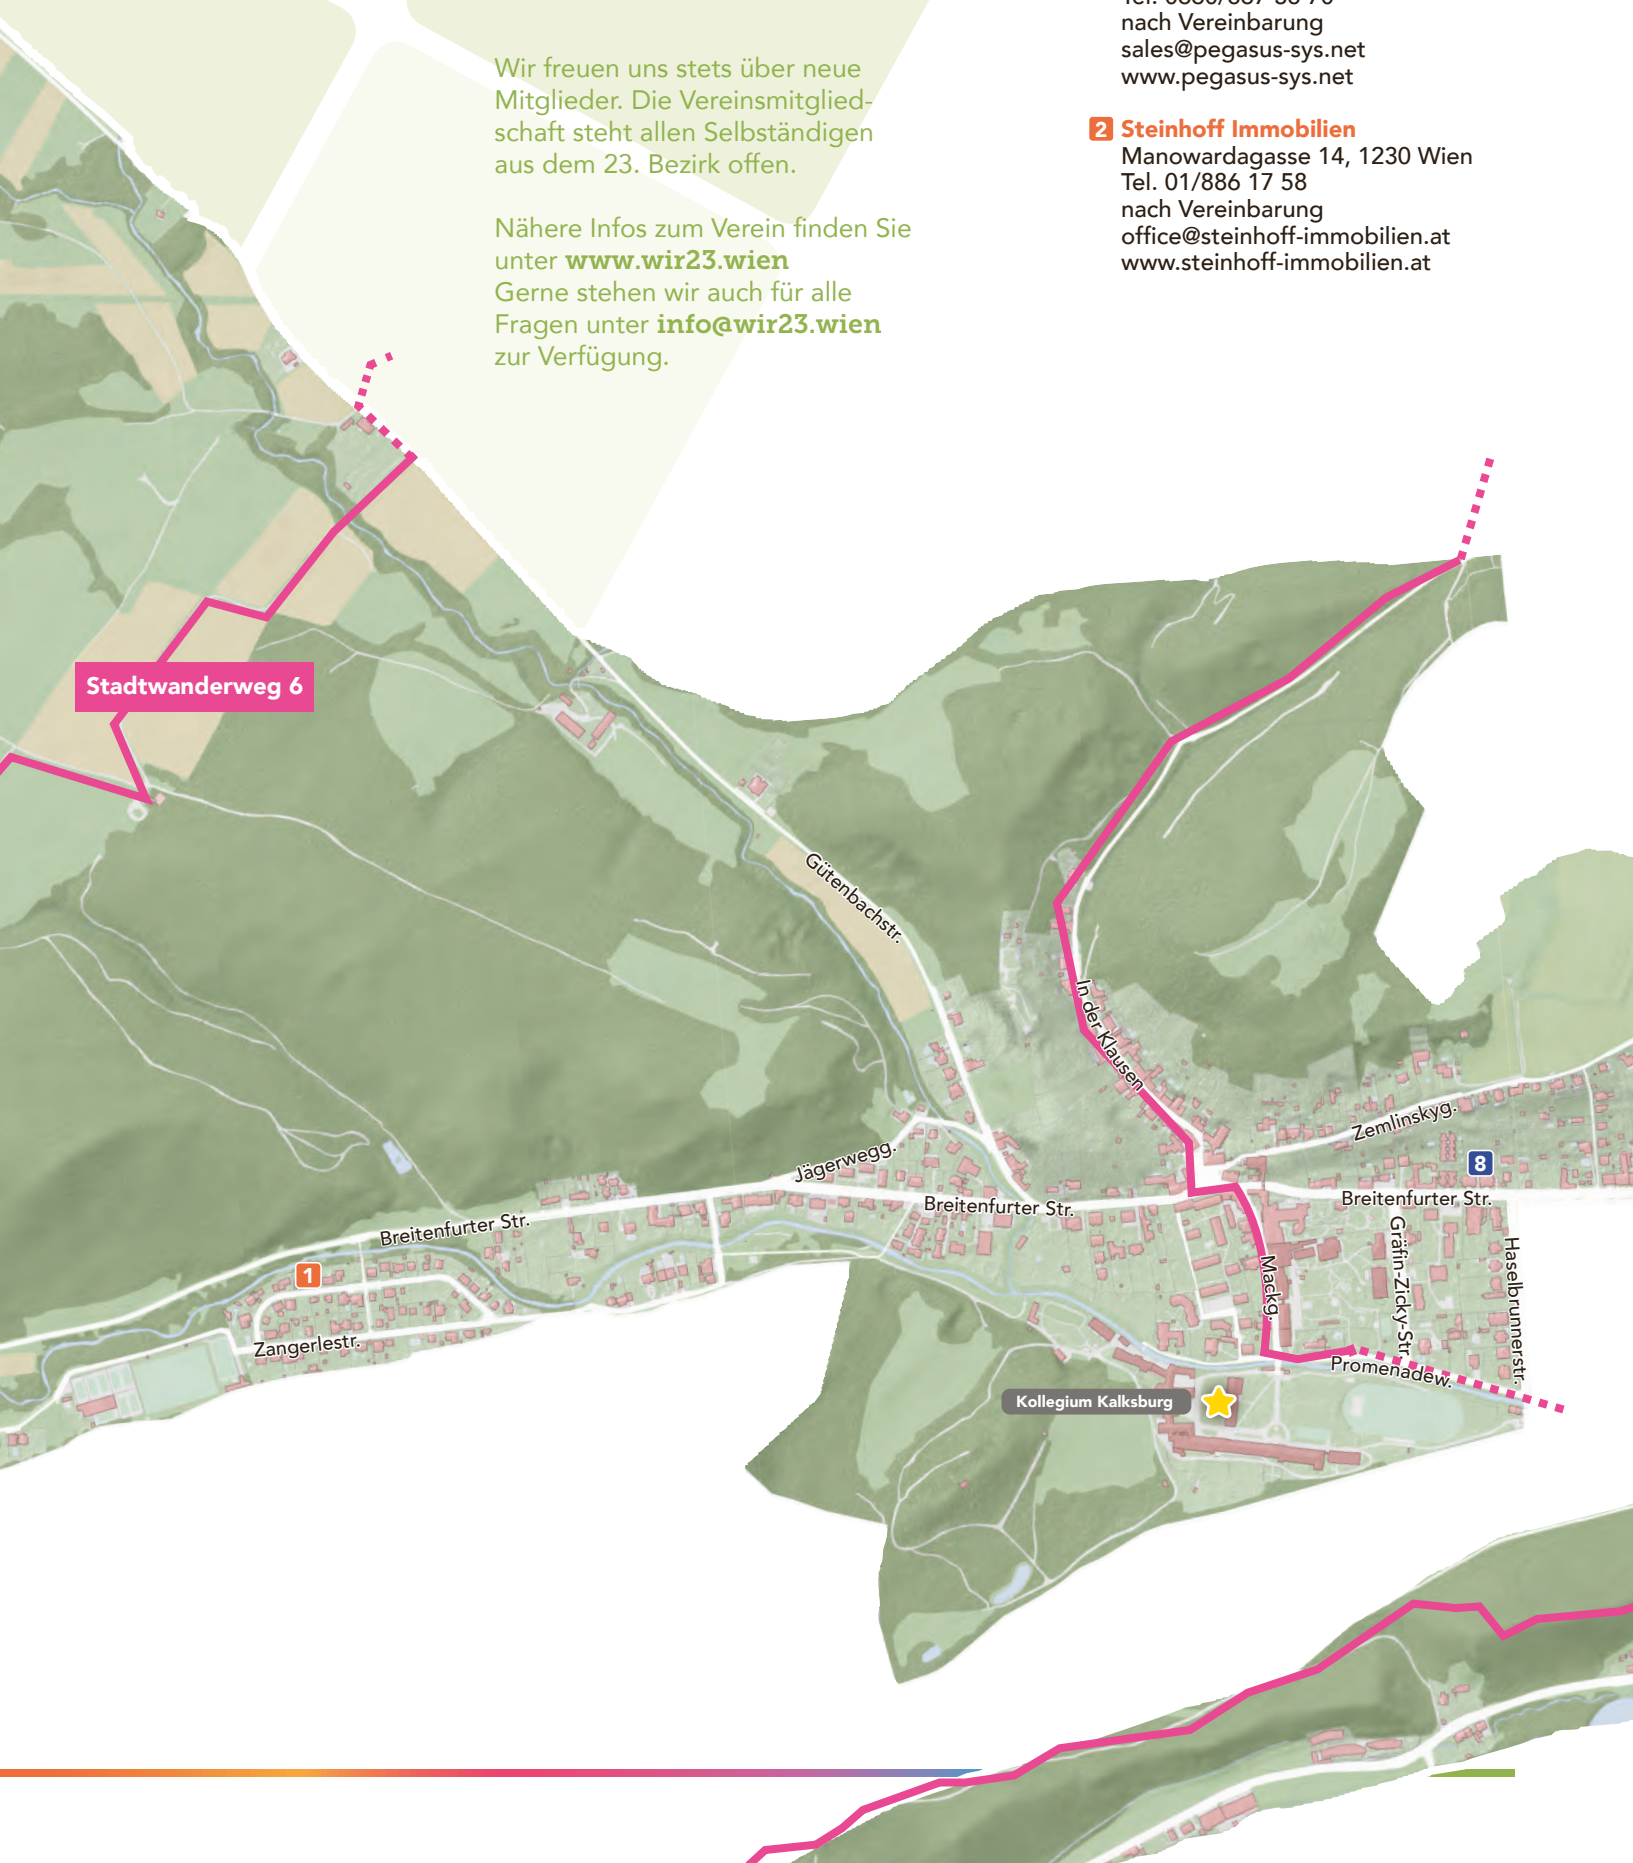 Wir freuen uns stets über neue
Mitglieder. Die Vereinsmitglied-
schaft steht allen Selbständigen
aus dem 23. Bezirk offen.
Nähere Infos zum Verein finden Sie
unter www.wir23.wien
Gerne stehen wir auch für alle
Fragen unter info@wir23.wien
zur Verfügung.
nach Vereinbarung
sales@pegasus-sys.net
www.pegasus-sys.net
2 Steinhoff Immobilien
Manowardagasse 14, 1230 Wien
Tel. 01/886 17 58
nach Vereinbarung
office@steinhoff-immobilien.at
www.steinhoff-immobilien.at
Stadtwanderweg 6
Gütenbachstr.
In der Klausen
Zemlinskyg.
Jägerwegg.
8
Breitenfurter Str.
Breitenfurter Str.
Breitenfurter Str.
1
Zangerlestr.
Mackg.
Gräfin-Zicky-Str.
Haselbrunnerstr.
Promenadew.
Kollegium Kalksburg